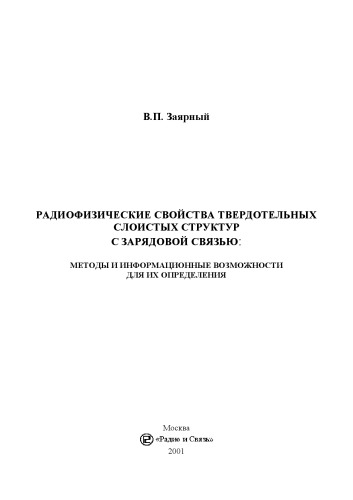 В.П. Заярный
РАДИОФИЗИЧЕСКИЕ СВОЙСТВА ТВЕРДОТЕЛЬНЫХ
СЛОИСТЫХ СТРУКТУР
С ЗАРЯДОВОЙ СВЯЗЬЮ:
МЕТОДЫ И ИНФОРМАЦИОННЫЕ ВОЗМОЖНОСТИ
ДЛЯ ИХ ОПРЕДЕЛЕНИЯ
Москва
«Радио и Связь»
2001